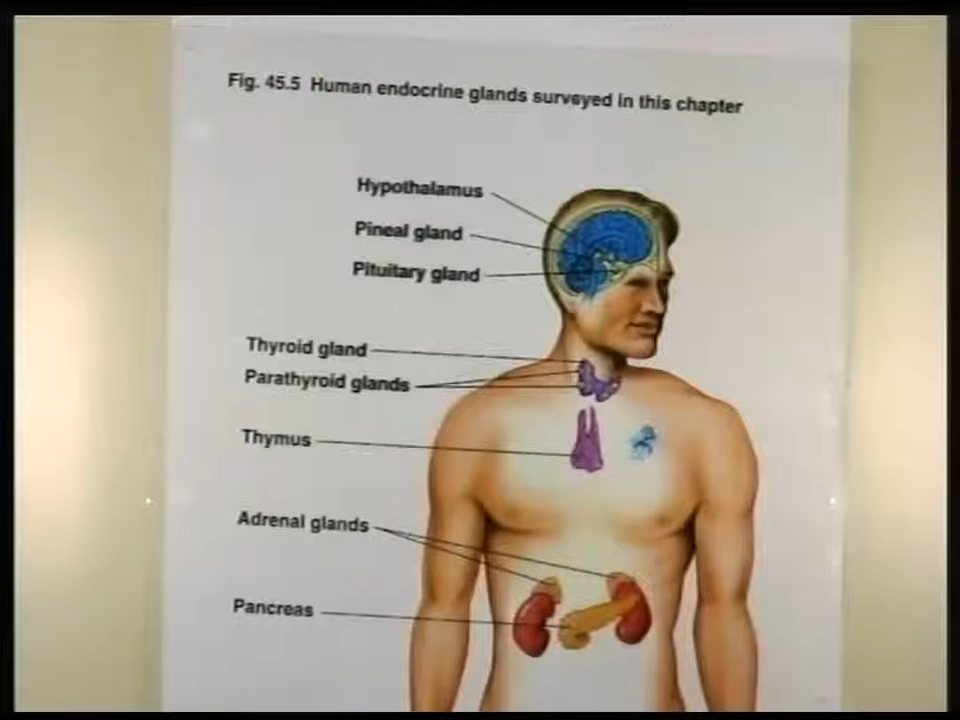 Fig. 45.5 Human endocrine glands surveyed in this chapter
Hypothalamus
Pineal gland
Pituitary gland
Thyroid gland
Parathyroid glands
Thymus
Adrenal glands
Pancreas